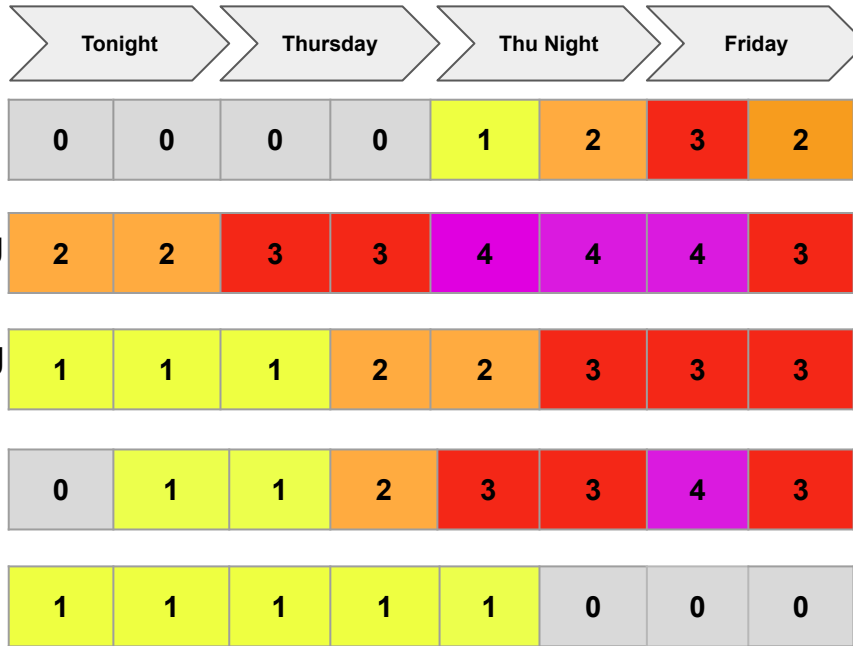 Tonight Thursday Thu Night Friday
0 0 0 0 1 2 3 2
2 2 3 3 4 4 4 3
1 1 1 2 2 3 3 3
0 1 1 2 3 3 4 3
1 1 1 1 1 0 0 0